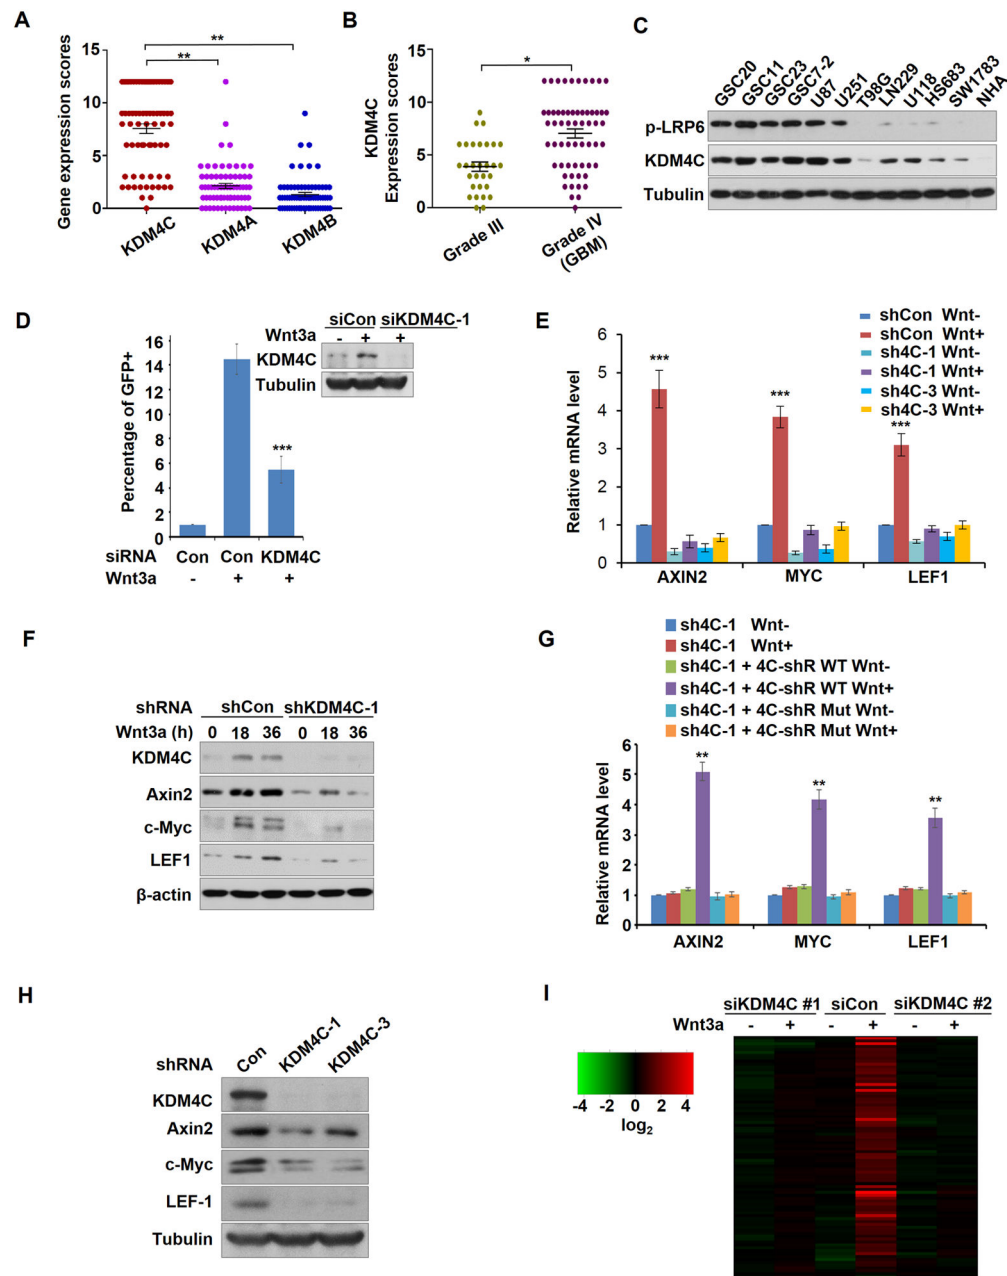 A
**
**
Gene expression scores
15
10
5
0
KDM4C
KDM4A
KDM4B
B
*
KDM4C
Expression scores
15
10
5
0
Grade III
Grade IV
(GBM)
C
GSC20
GSC11
GSC23
GSC7-2
U87
U251
T98G
LN229
U118
HS683
SW1783
NHA
p-LRP6
KDM4C
Tubulin
D
Percentage of GFP+
16
14
12
10
8
6
4
2
0
***
siRNA Con Con KDM4C
Wnt3a - + +
siCon siKDM4C-1
Wnt3a - + +
KDM4C
Tubulin
E
shCon Wnt-
shCon Wnt+
sh4C-1 Wnt-
sh4C-1 Wnt+
sh4C-3 Wnt-
sh4C-3 Wnt+
Relative mRNA level
6
5
4
3
2
1
0
***
***
***
AXIN2 MYC LEF1
F
shRNA shCon shKDM4C-1
Wnt3a (h) 0 18 36 0 18 36
KDM4C
Axin2
c-Myc
LEF1
β-actin
G
sh4C-1 Wnt-
sh4C-1 Wnt+
sh4C-1 + 4C-shR WT Wnt-
sh4C-1 + 4C-shR WT Wnt+
sh4C-1 + 4C-shR Mut Wnt-
sh4C-1 + 4C-shR Mut Wnt+
Relative mRNA level
6
5
4
3
2
1
0
**
**
**
AXIN2 MYC LEF1
H
shRNA Con KDM4C-1 KDM4C-3
KDM4C
Axin2
c-Myc
LEF-1
Tubulin
I
siKDM4C #1 siCon siKDM4C #2
Wnt3a - + - + - +
-4 -2 0 2 4
log2